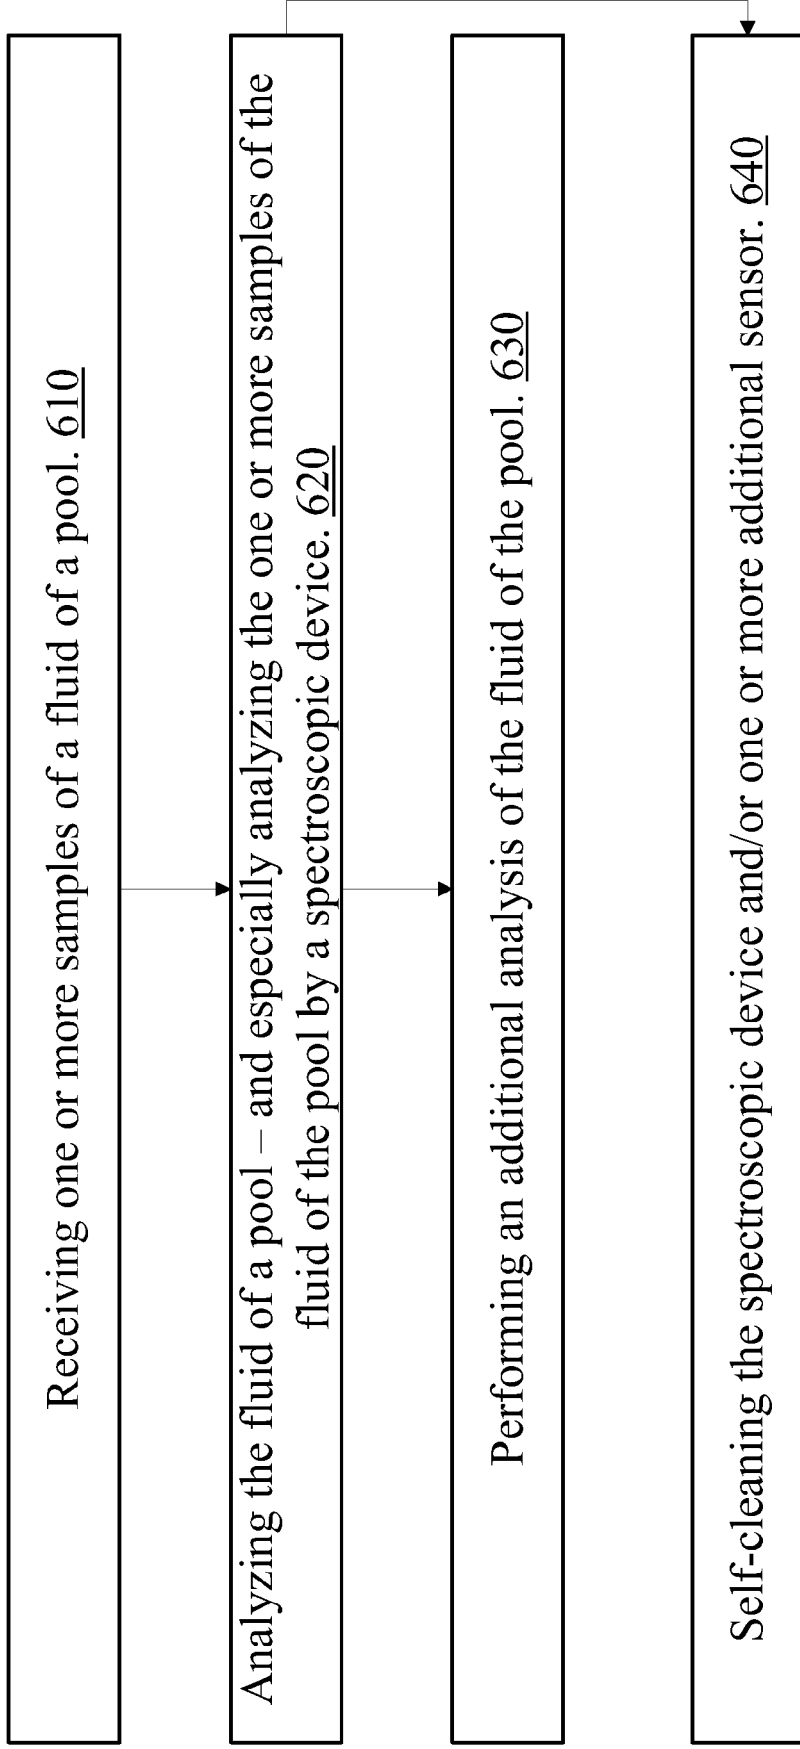 Receiving one or more samples of a fluid of a pool. 610
Analyzing the fluid of a pool – and especially analyzing the one or more samples of the
fluid of the pool by a spectroscopic device. 620
Performing an additional analysis of the fluid of the pool. 630
Self-cleaning the spectroscopic device and/or one or more additional sensor. 640